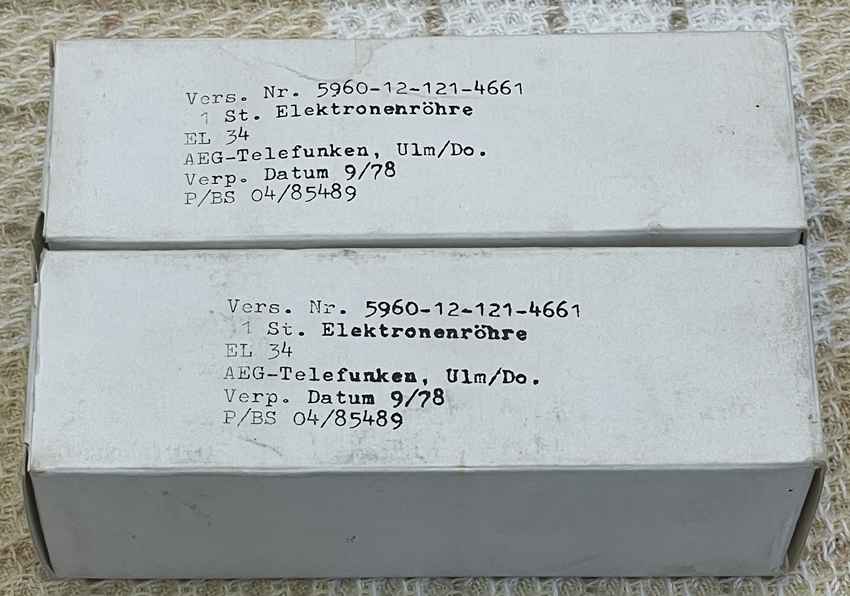 Vers. Nr. 5960-12-121-4661
1 St. Elektronenröhre
EL 34
AEG-Telefunken, Ulm/Do.
Verp. Datum 9/78
P/BS 04/85489
Vers. Nr. 5960-12-121-4661
1 St. Elektronenröhre
EL 34
AEG-Telefunken, Ulm/Do.
Verp. Datum 9/78
P/BS 04/85489